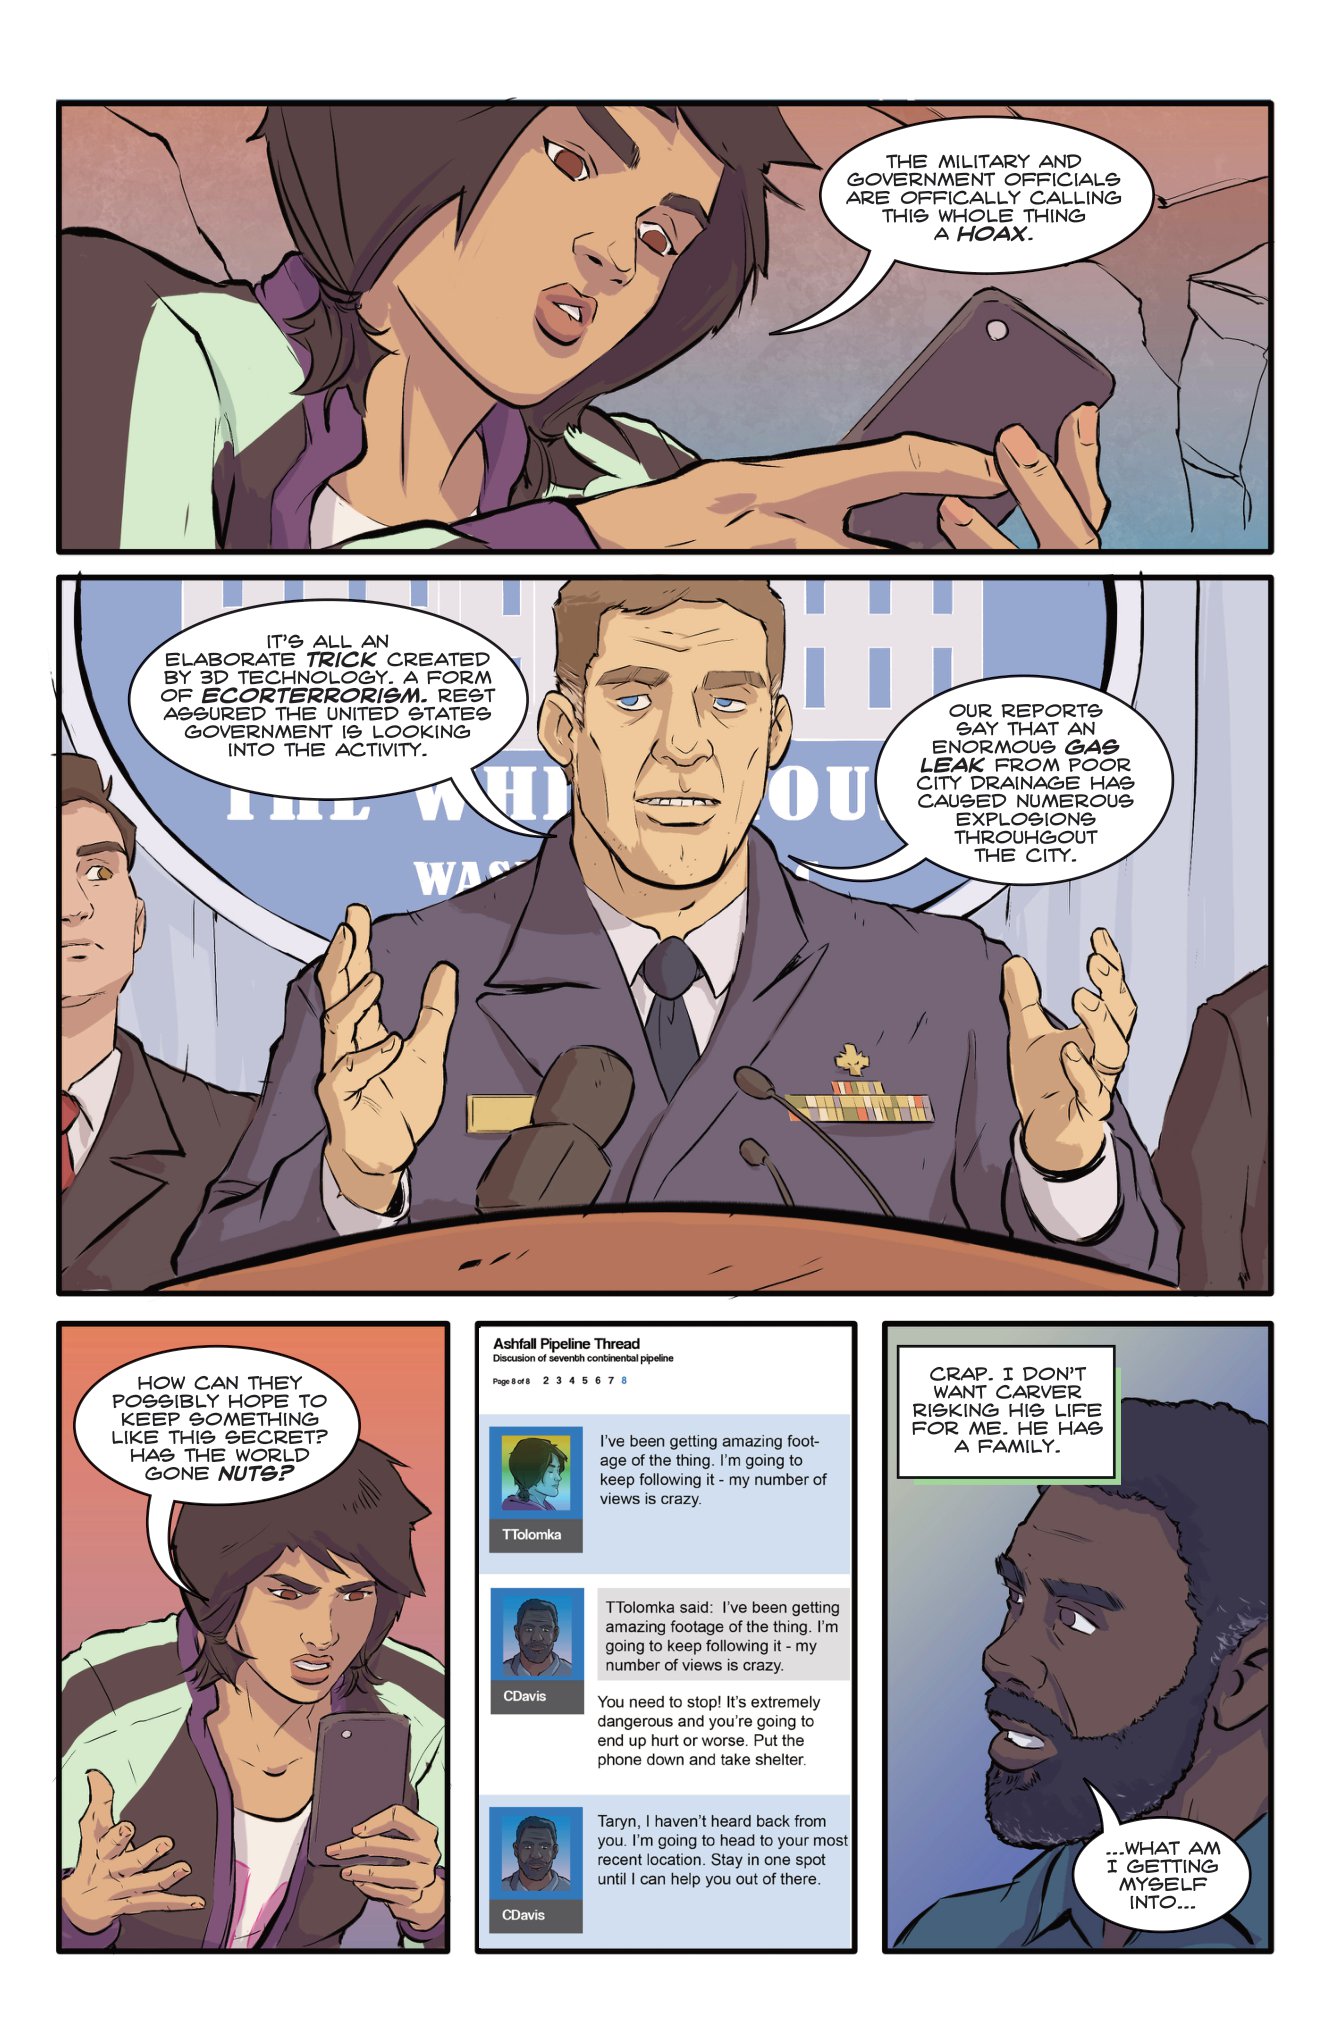 THE MILITARY AND
GOVERNMENT OFFICIALS
ARE OFFICALLY CALLING
THIS WHOLE THING
A HOAX.
IT'S ALL AN
ELABORATE TRICK CREATED
BY 3D TECHNOLOGY. A FORM
OF ECORTERRORISM. REST
ASSURED THE UNITED STATES
GOVERNMENT IS LOOKING
INTO THE ACTIVITY.
OUR REPORTS
SAY THAT AN
ENORMOUS GAS
LEAK FROM POOR
CITY DRAINAGE HAS
CAUSED NUMEROUS
EXPLOSIONS
THROUHGOUT
THE CITY.
THE WHI OUS
WAS
HOW CAN THEY
POSSIBLY HOPE TO
KEEP SOMETHING
LIKE THIS SECRET?
HAS THE WORLD
GONE NUTS?
Ashfall Pipeline Thread
Discusion of seventh continental pipeline
Page 8 of 8 2 3 4 5 6 7 8
I've been getting amazing foot-
age of the thing. I'm going to
keep following it - my number of
views is crazy.
TTolomka
TTolomka said: I've been getting
amazing footage of the thing. I'm
going to keep following it - my
number of views is crazy.
CDavis
You need to stop! It's extremely
dangerous and you're going to
end up hurt or worse. Put the
phone down and take shelter.
Taryn, I haven't heard back from
you. I'm going to head to your most
recent location. Stay in one spot
until I can help you out of there.
CDavis
CRAP. I DON'T
WANT CARVER
RISKING HIS LIFE
FOR ME. HE HAS
A FAMILY.
...WHAT AM
I GETTING
MYSELF
INTO...